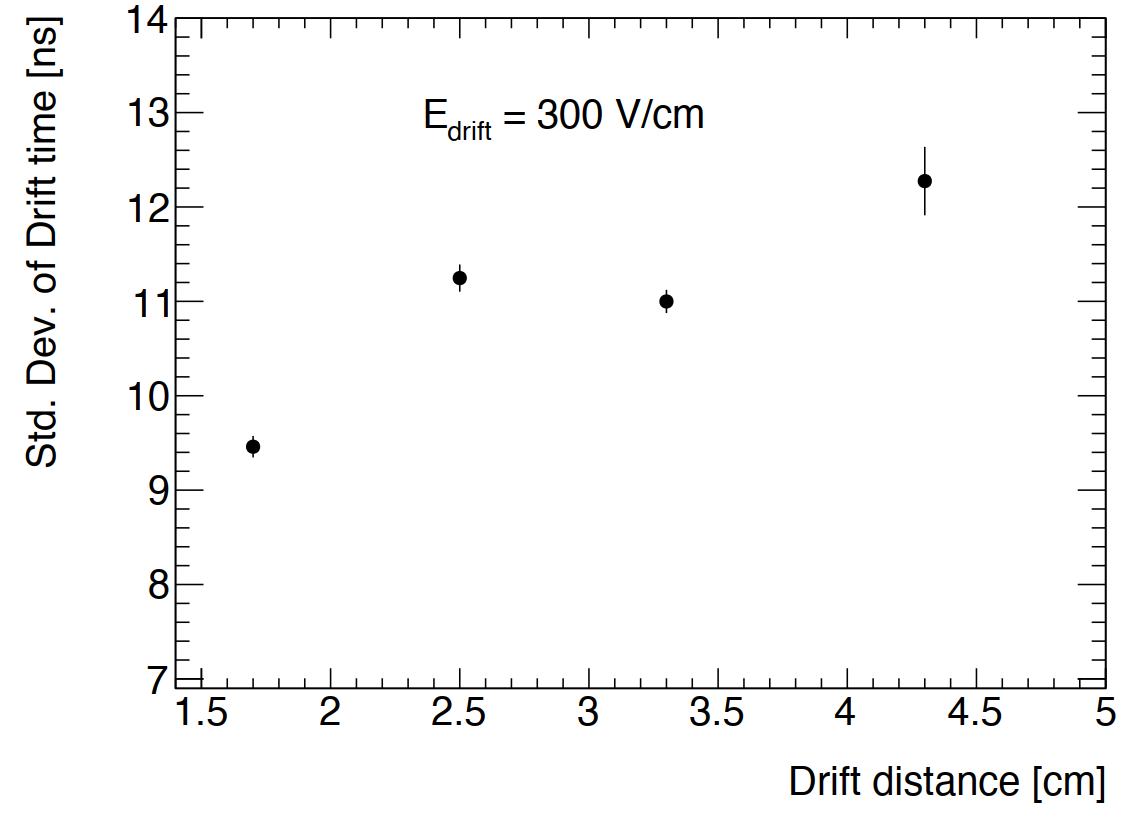 Std. Dev. of Drift time [ns]
14
13
12
11
10
9
8
7
E_drift = 300 V/cm
1.5 2 2.5 3 3.5 4 4.5 5
Drift distance [cm]